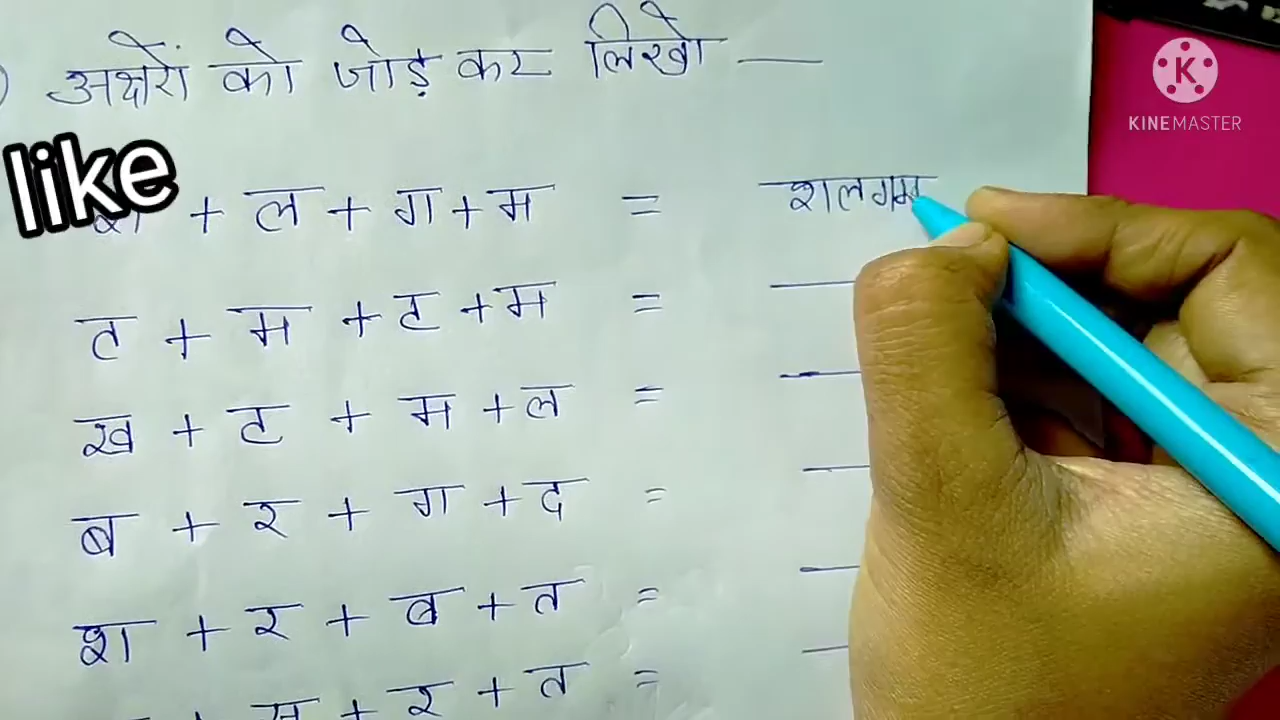 अक्षरों को जोड़ कर लिखो —
like
KINEMASTER
श + ल + ग + म = शलगम
ट + म + ट + म =
ख + ट + म + ल =
ब + र + ग + द =
श + र + ब + त =
+ म + र + त =